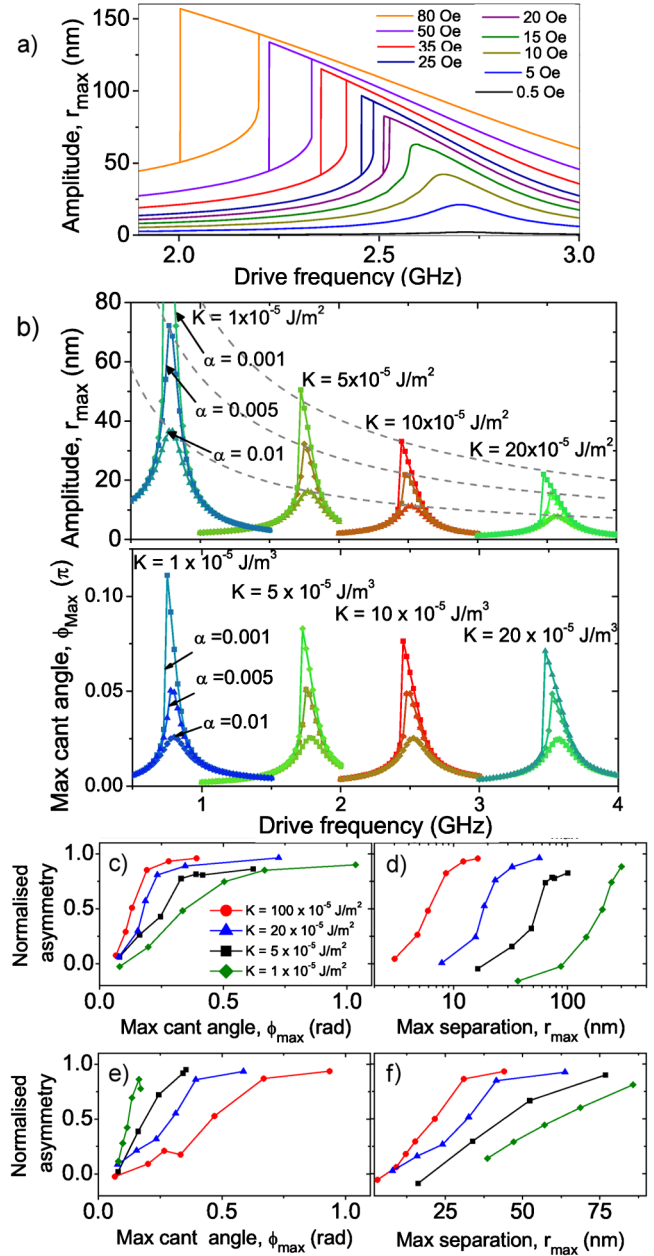 a)
Amplitude, r_max (nm)
150
100
50
0
80 Oe
50 Oe
35 Oe
25 Oe
20 Oe
15 Oe
10 Oe
5 Oe
0.5 Oe
2.0 2.5 3.0
Drive frequency (GHz)
b)
Amplitude, r_max (nm)
80
60
40
20
0
K = 1x10^-5 J/m^2
α = 0.001
α = 0.005
α = 0.01
K = 5x10^-5 J/m^2
K = 10x10^-5 J/m^2
K = 20x10^-5 J/m^2
Max cant angle, ϕ_Max (π)
0.10
0.05
0.00
K = 1 x 10^-5 J/m^3
K = 5 x 10^-5 J/m^3
K = 10 x 10^-5 J/m^3
K = 20 x 10^-5 J/m^3
α =0.001
α =0.005
α =0.01
1 2 3 4
Drive frequency (GHz)
c)
Normalised
asymmetry
1.0
0.5
0.0
K = 100 x 10^-5 J/m^2
K = 20 x 10^-5 J/m^2
K = 5 x 10^-5 J/m^2
K = 1 x 10^-5 J/m^2
0.0 0.5 1.0
Max cant angle, ϕ_max (rad)
d)
10 100
Max separation, r_max (nm)
e)
Normalised
asymmetry
1.0
0.5
0.0
0.0 0.5 1.0
Max cant angle, ϕ_max (rad)
f)
25 50 75
Max separation, r_max (nm)